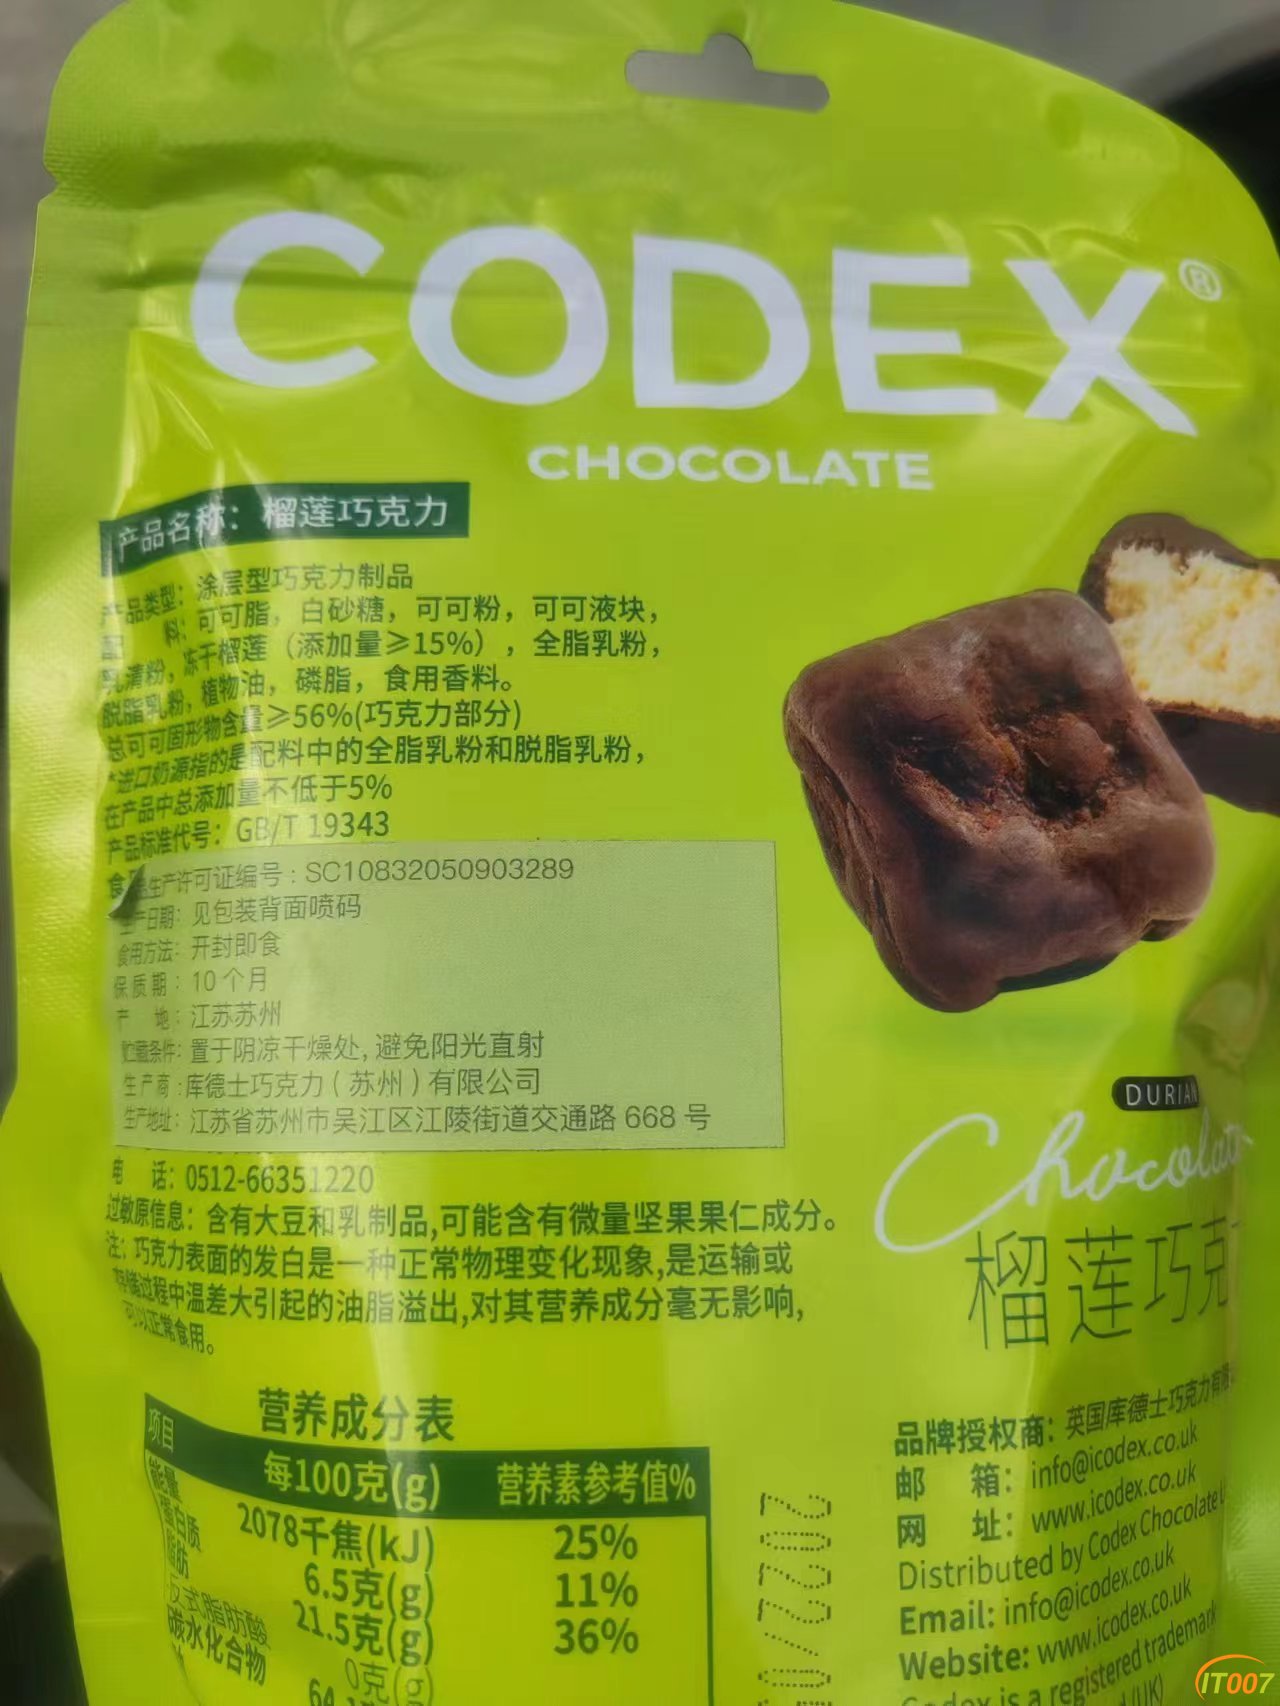 CODEX®
CHOCOLATE
产品名称：榴莲巧克力
产品类型：涂层型巧克力制品
配 料：可可脂，白砂糖，可可粉，可可液块，
冻干榴莲（添加量≥15%），全脂乳粉，
乳清粉，
脱脂乳粉，植物油，磷脂，食用香料。
总可可固形物含量≥56%(巧克力部分)
*进口奶源指的是配料中的全脂乳粉和脱脂乳粉，
在产品中总添加量不低于5%
产品标准代号：GB/T 19343
食品生产许可证编号：SC10832050903289
生产日期：见包装背面喷码
食用方法：开封即食
保质期：10个月
产 地：江苏苏州
贮藏条件：置于阴凉干燥处,避免阳光直射
生产商：库德士巧克力（苏州）有限公司
生产地址：江苏省苏州市吴江区江陵街道交通路 668 号
电 话：0512-66351220
过敏原信息：含有大豆和乳制品,可能含有微量坚果果仁成分。
注：巧克力表面的发白是一种正常物理变化现象,是运输或
存储过程中温差大引起的油脂溢出,对其营养成分毫无影响,
可以正常食用。
DURIAN
Chocolate
榴莲巧克
营养成分表
项目 每100克(g) 营养素参考值%
能量 2078千焦(kJ) 25%
蛋白质 6.5克(g) 11%
脂肪 21.5克(g) 36%
反式脂肪酸 0克(g)
碳水化合物 64.
2022/0
品牌授权商：英国库德士巧克力有限
邮 箱：info@icodex.co.uk
网 址：www.icodex.co.uk
Distributed by Codex Chocolate
Email: info@icodex.co.uk
Website: www.icodex.co.uk
Codex is a registered trademark
(UK)
IT007